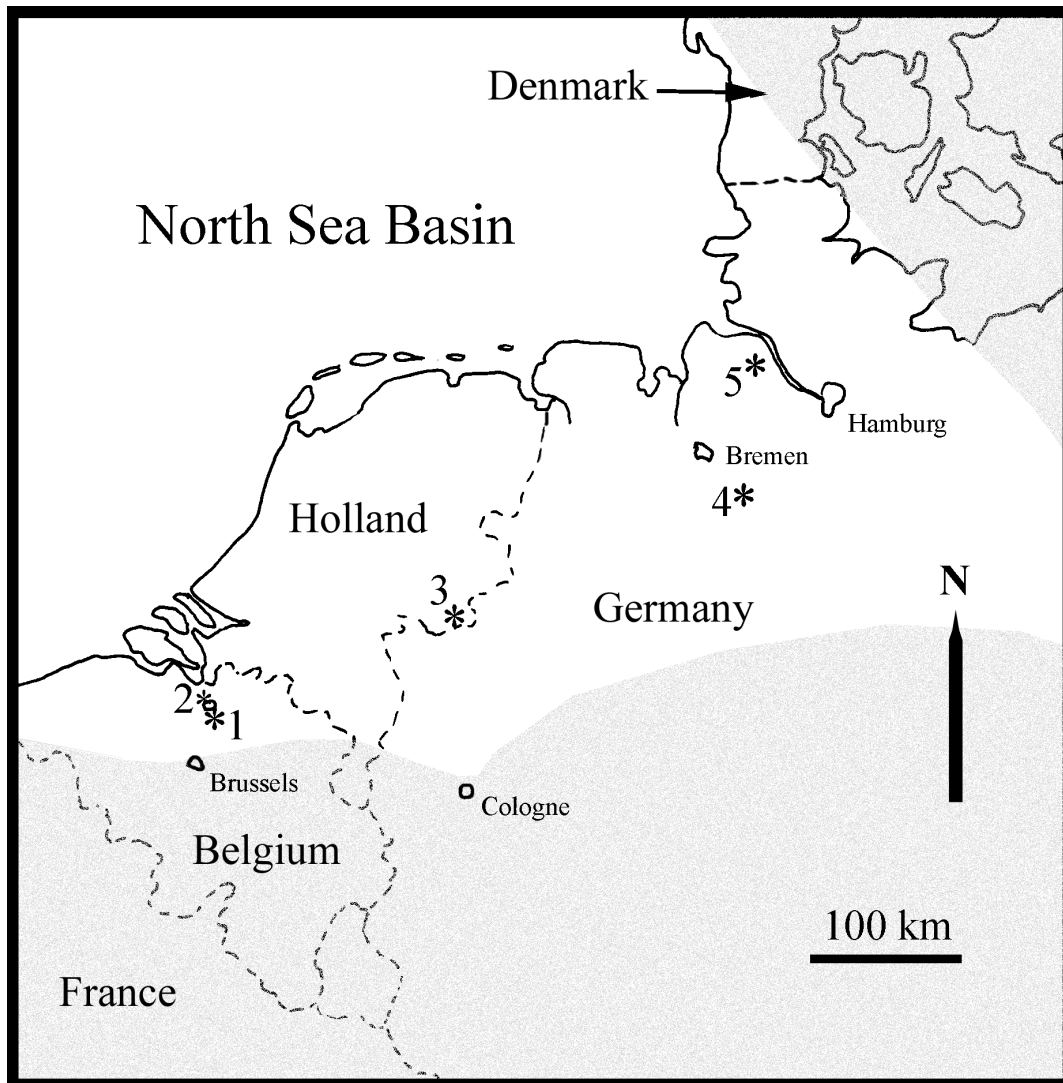 Denmark
North Sea Basin
5*
Hamburg
Bremen
4*
Holland
N
3
*
Germany
2*
*1
Brussels
Cologne
Belgium
100 km
France